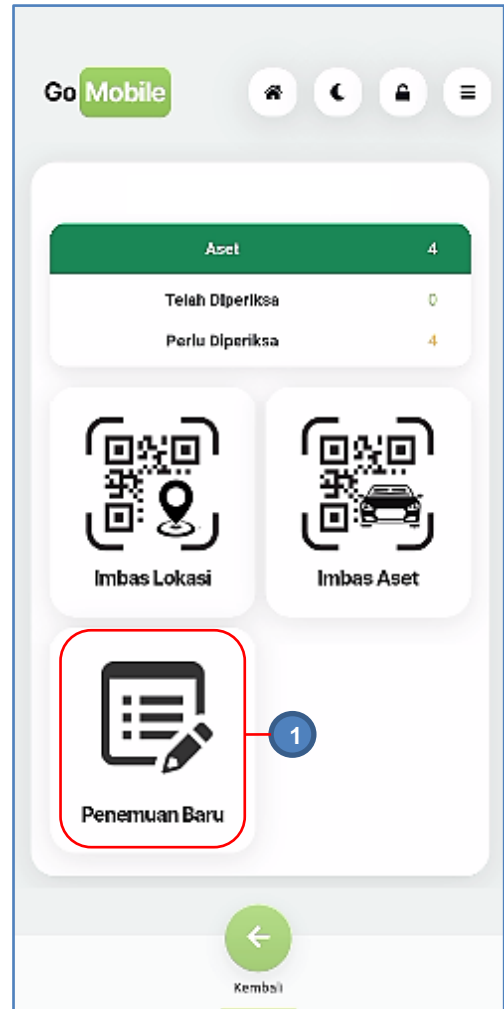 Go Mobile
Aset 4
Telah Diperiksa 0
Perlu Diperiksa 4
Imbas Lokasi
Imbas Aset
Penemuan Baru
1
Kembali